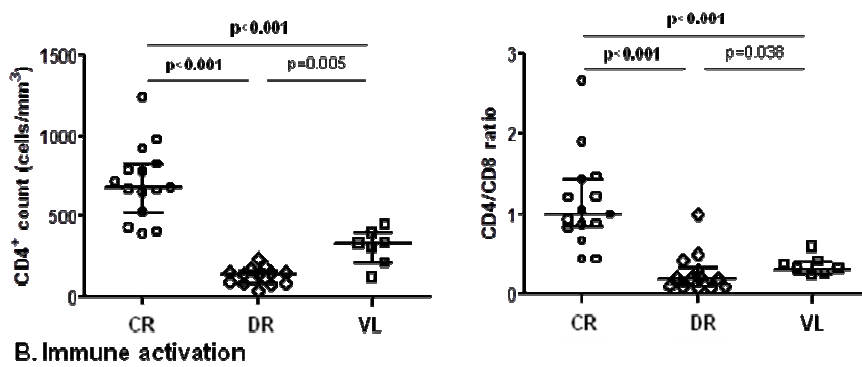 p<0.001
p<0.001 p=0.005
1500
1000
500
0
CD4⁺ count (cells/mm³)
CR DR VL
p<0.001
p<0.001 p=0.038
3
2
1
0
CD4/CD8 ratio
CR DR VL
B. Immune activation